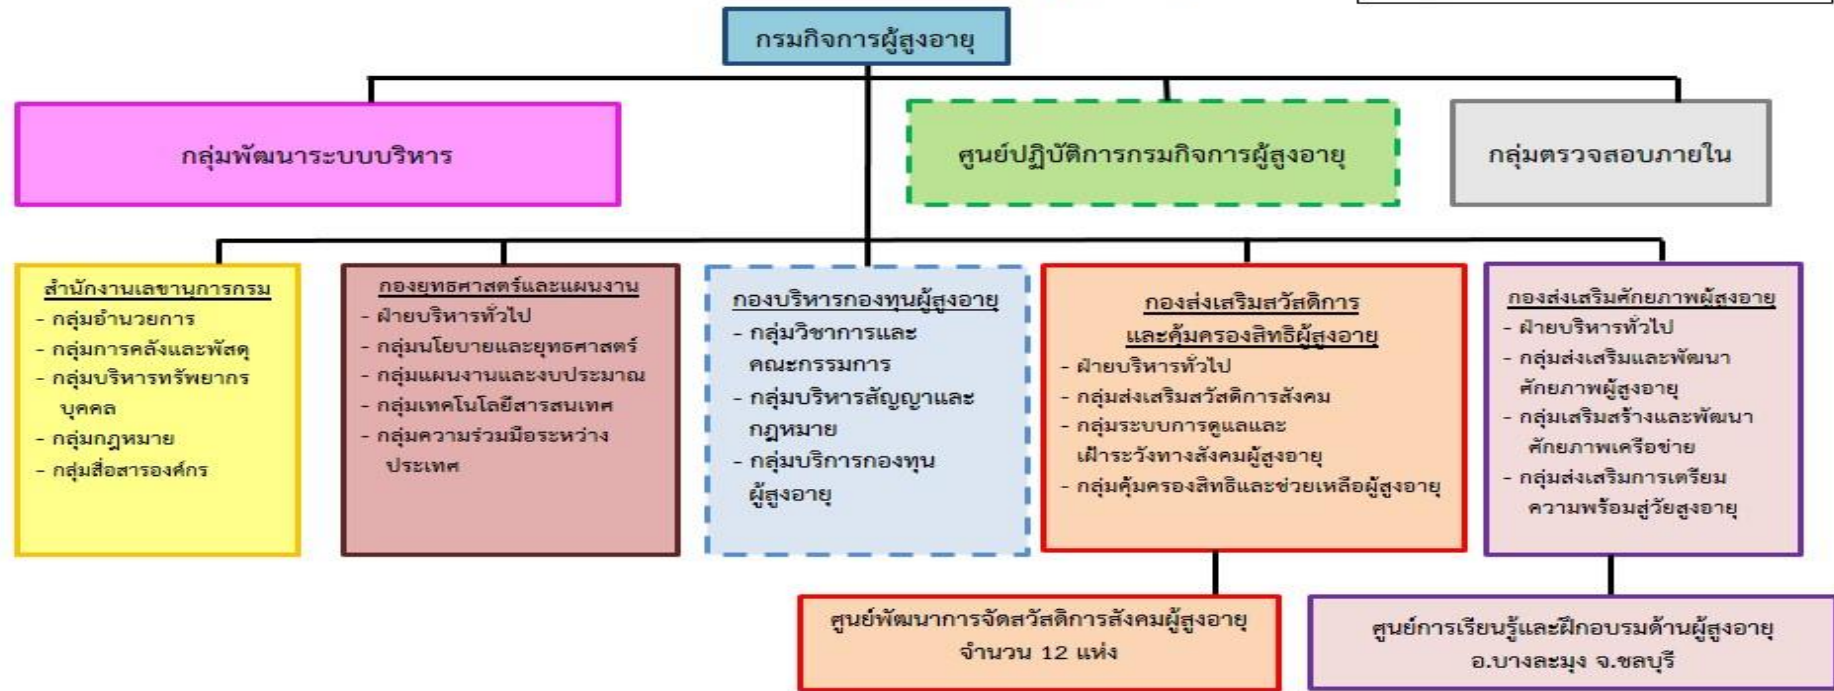 กรมกิจการผู้สูงอายุ
กลุ่มพัฒนาระบบบริหาร
ศูนย์ปฏิบัติการกรมกิจการผู้สูงอายุ
กลุ่มตรวจสอบภายใน
สำนักงานเลขานุการกรม
- กลุ่มอำนวยการ
- กลุ่มการคลังและพัสดุ
- กลุ่มบริหารทรัพยากร
บุคคล
- กลุ่มกฎหมาย
- กลุ่มสื่อสารองค์กร
กองยุทธศาสตร์และแผนงาน
- ฝ่ายบริหารทั่วไป
- กลุ่มนโยบายและยุทธศาสตร์
- กลุ่มแผนงานและงบประมาณ
- กลุ่มเทคโนโลยีสารสนเทศ
- กลุ่มความร่วมมือระหว่าง
ประเทศ
กองบริหารกองทุนผู้สูงอายุ
- กลุ่มวิชาการและ
คณะกรรมการ
- กลุ่มบริหารสัญญาและ
กฎหมาย
- กลุ่มบริการกองทุน
ผู้สูงอายุ
กองส่งเสริมสวัสดิการ
และคุ้มครองสิทธิผู้สูงอายุ
- ฝ่ายบริหารทั่วไป
- กลุ่มส่งเสริมสวัสดิการสังคม
- กลุ่มระบบการดูแลและ
เฝ้าระวังทางสังคมผู้สูงอายุ
- กลุ่มคุ้มครองสิทธิและช่วยเหลือผู้สูงอายุ
กองส่งเสริมศักยภาพผู้สูงอายุ
- ฝ่ายบริหารทั่วไป
- กลุ่มส่งเสริมและพัฒนา
ศักยภาพผู้สูงอายุ
- กลุ่มเสริมสร้างและพัฒนา
ศักยภาพเครือข่าย
- กลุ่มส่งเสริมการเตรียม
ความพร้อมสู่วัยสูงอายุ
ศูนย์พัฒนาการจัดสวัสดิการสังคมผู้สูงอายุ
จำนวน 12 แห่ง
ศูนย์การเรียนรู้และฝึกอบรมด้านผู้สูงอายุ
อ.บางละมุง จ.ชลบุรี